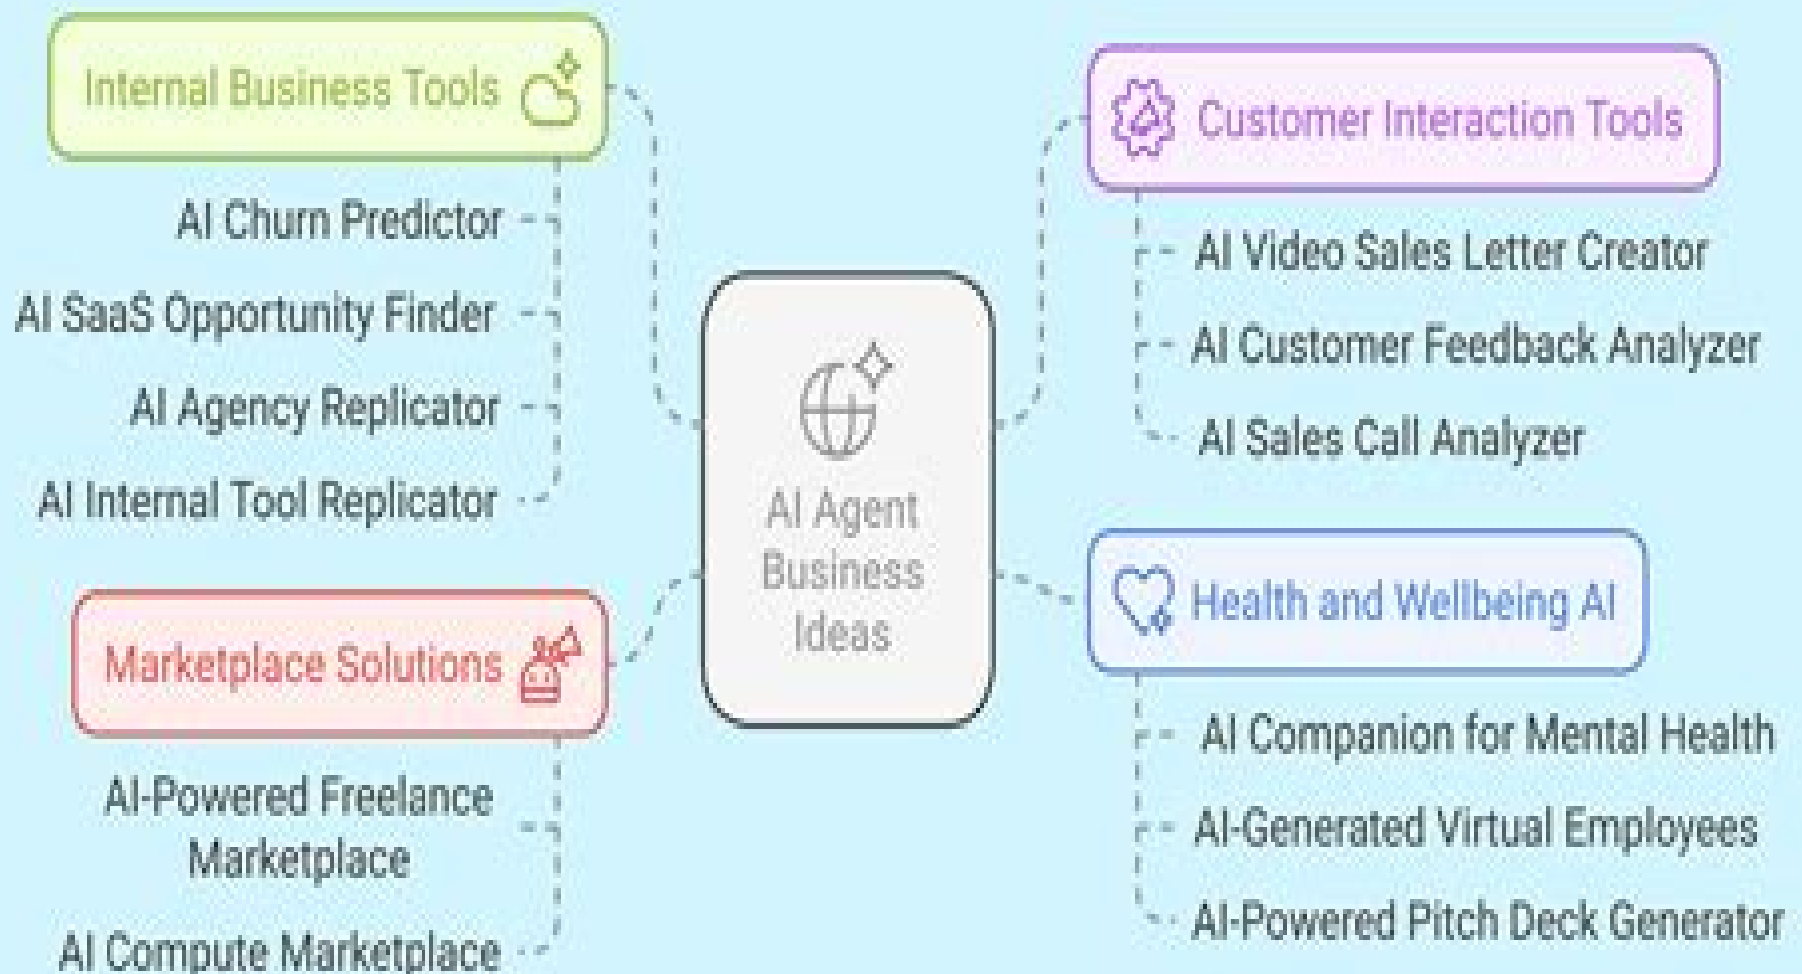 Internal Business Tools
AI Churn Predictor
AI SaaS Opportunity Finder
AI Agency Replicator
AI Internal Tool Replicator
Marketplace Solutions
AI-Powered Freelance
Marketplace
AI Compute Marketplace
AI Agent
Business
Ideas
Customer Interaction Tools
AI Video Sales Letter Creator
AI Customer Feedback Analyzer
AI Sales Call Analyzer
Health and Wellbeing AI
AI Companion for Mental Health
AI-Generated Virtual Employees
AI-Powered Pitch Deck Generator